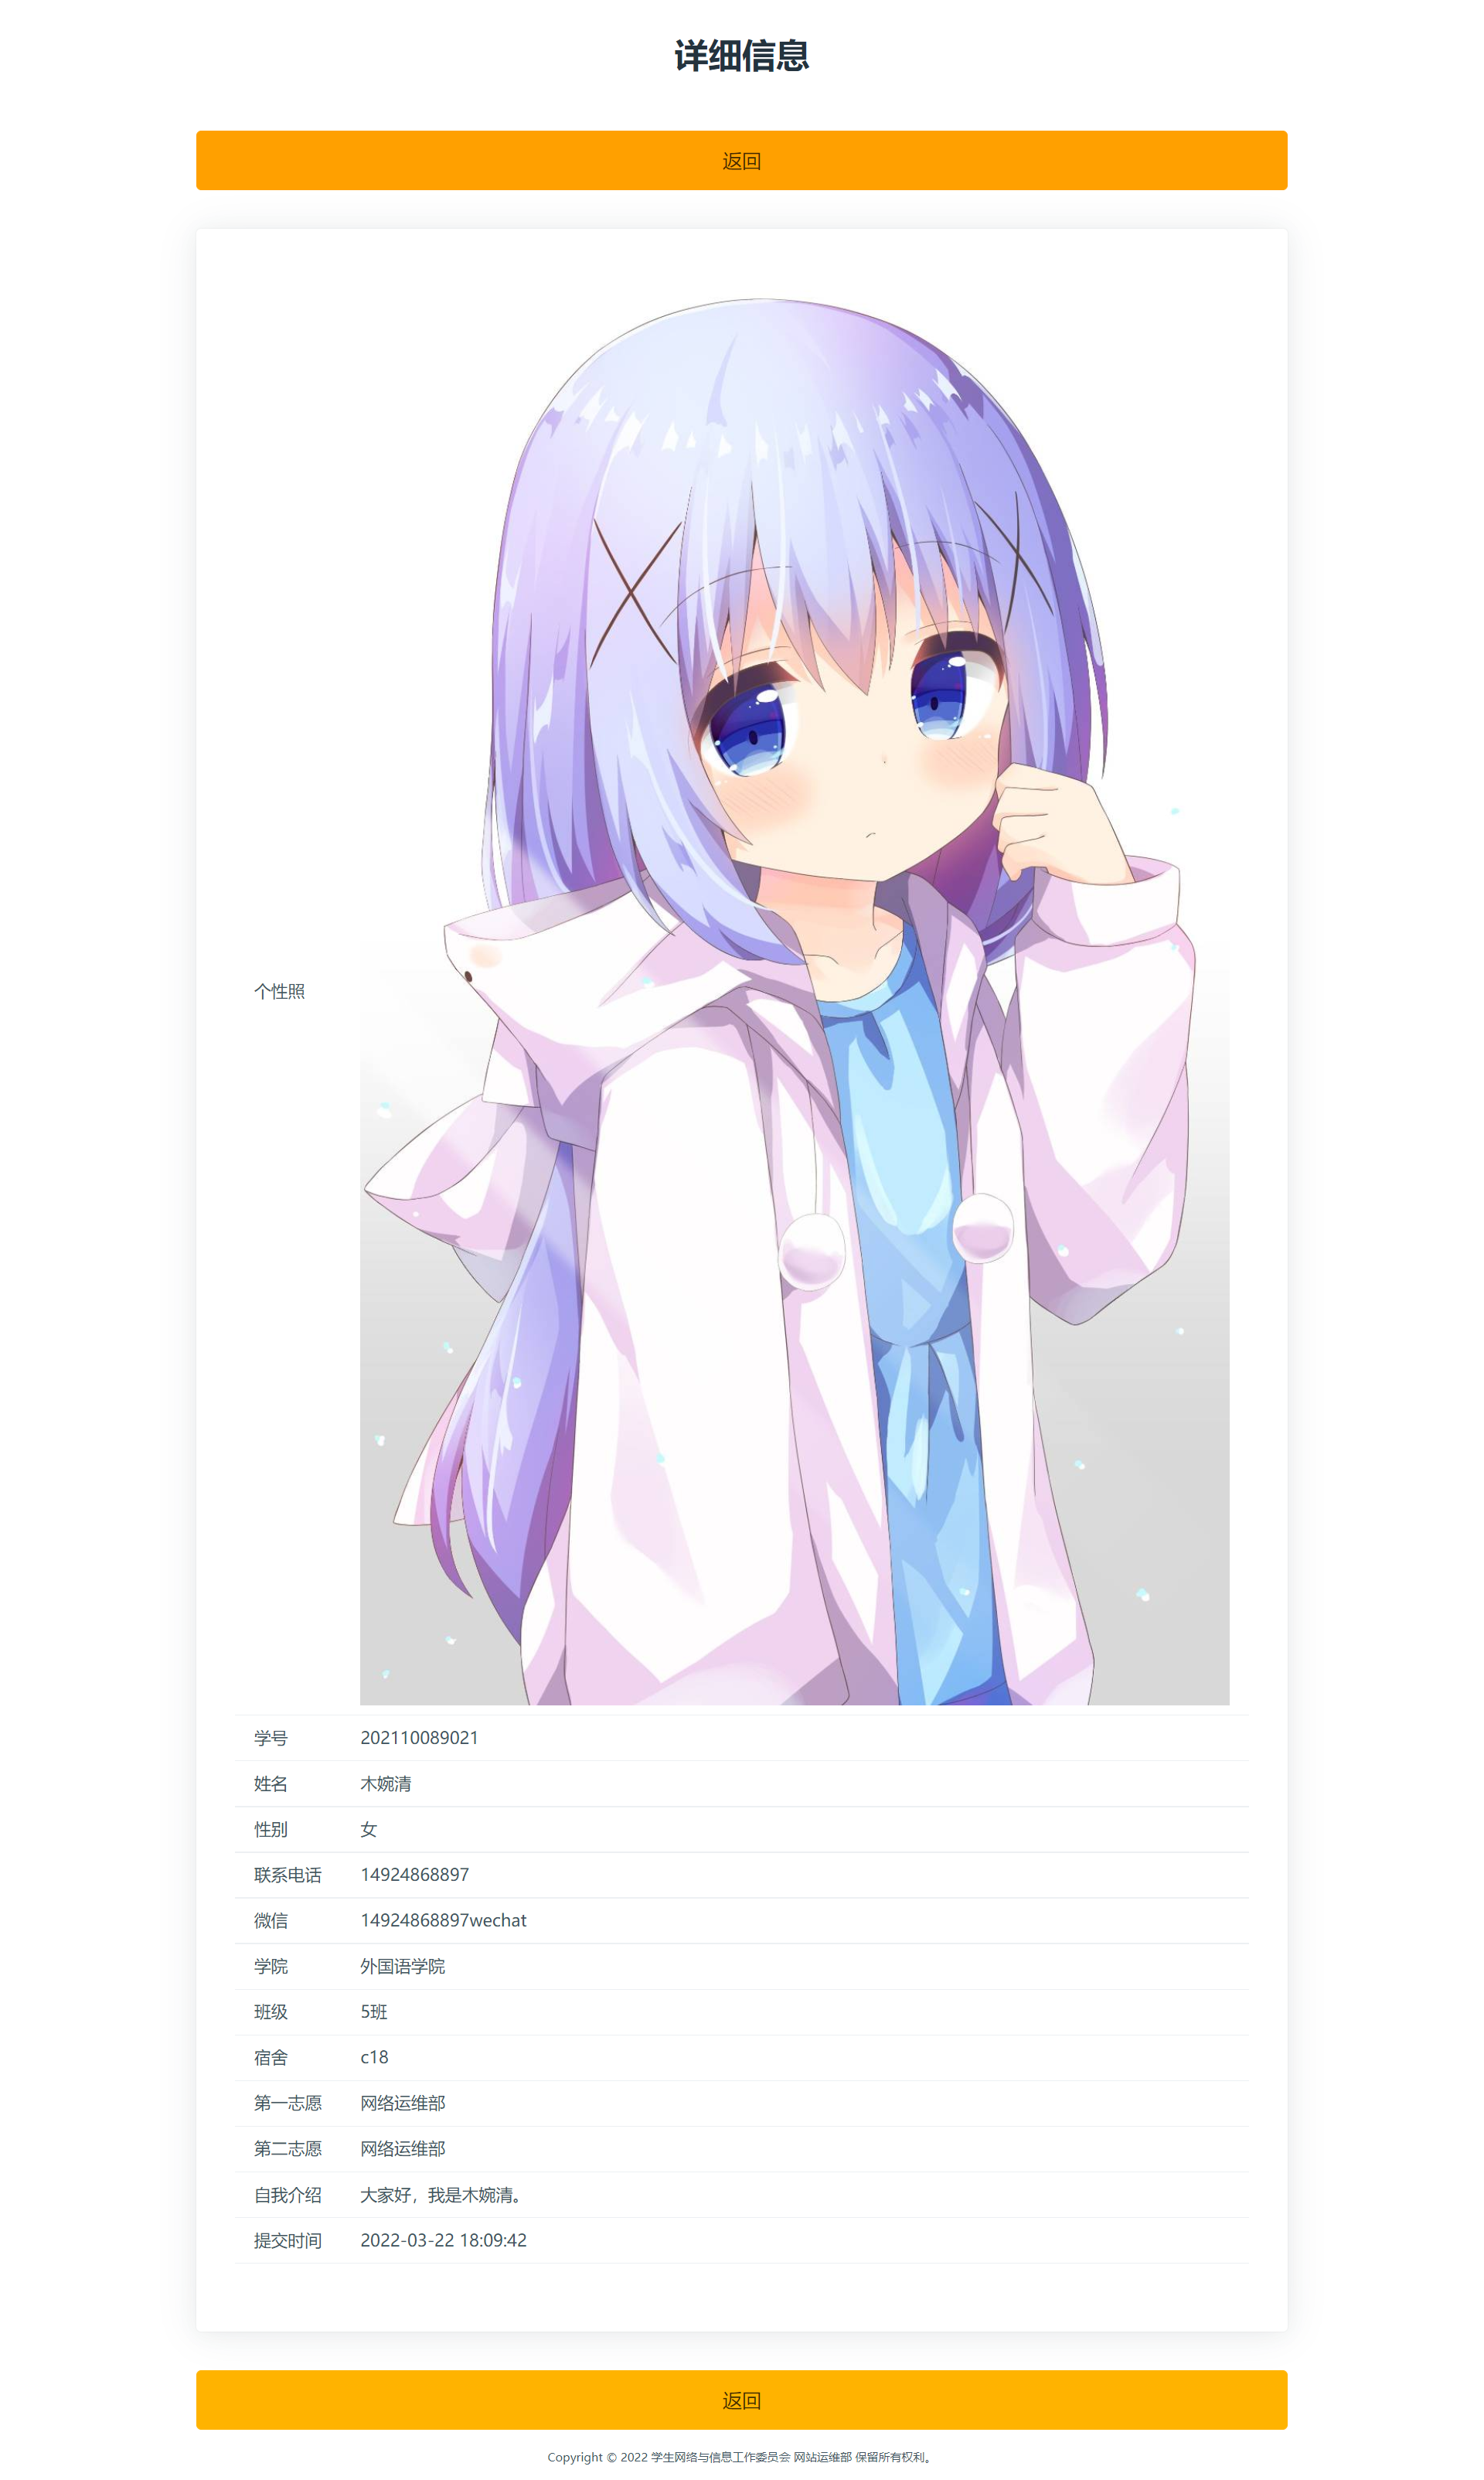 详细信息
返回
个性照
学号 202110089021
姓名 木婉清
性别 女
联系电话 14924868897
微信 14924868897wechat
学院 外国语学院
班级 5班
宿舍 c18
第一志愿 网络运维部
第二志愿 网络运维部
自我介绍 大家好，我是木婉清。
提交时间 2022-03-22 18:09:42
返回
Copyright © 2022 学生网络与信息工作委员会 网站运维部 保留所有权利。